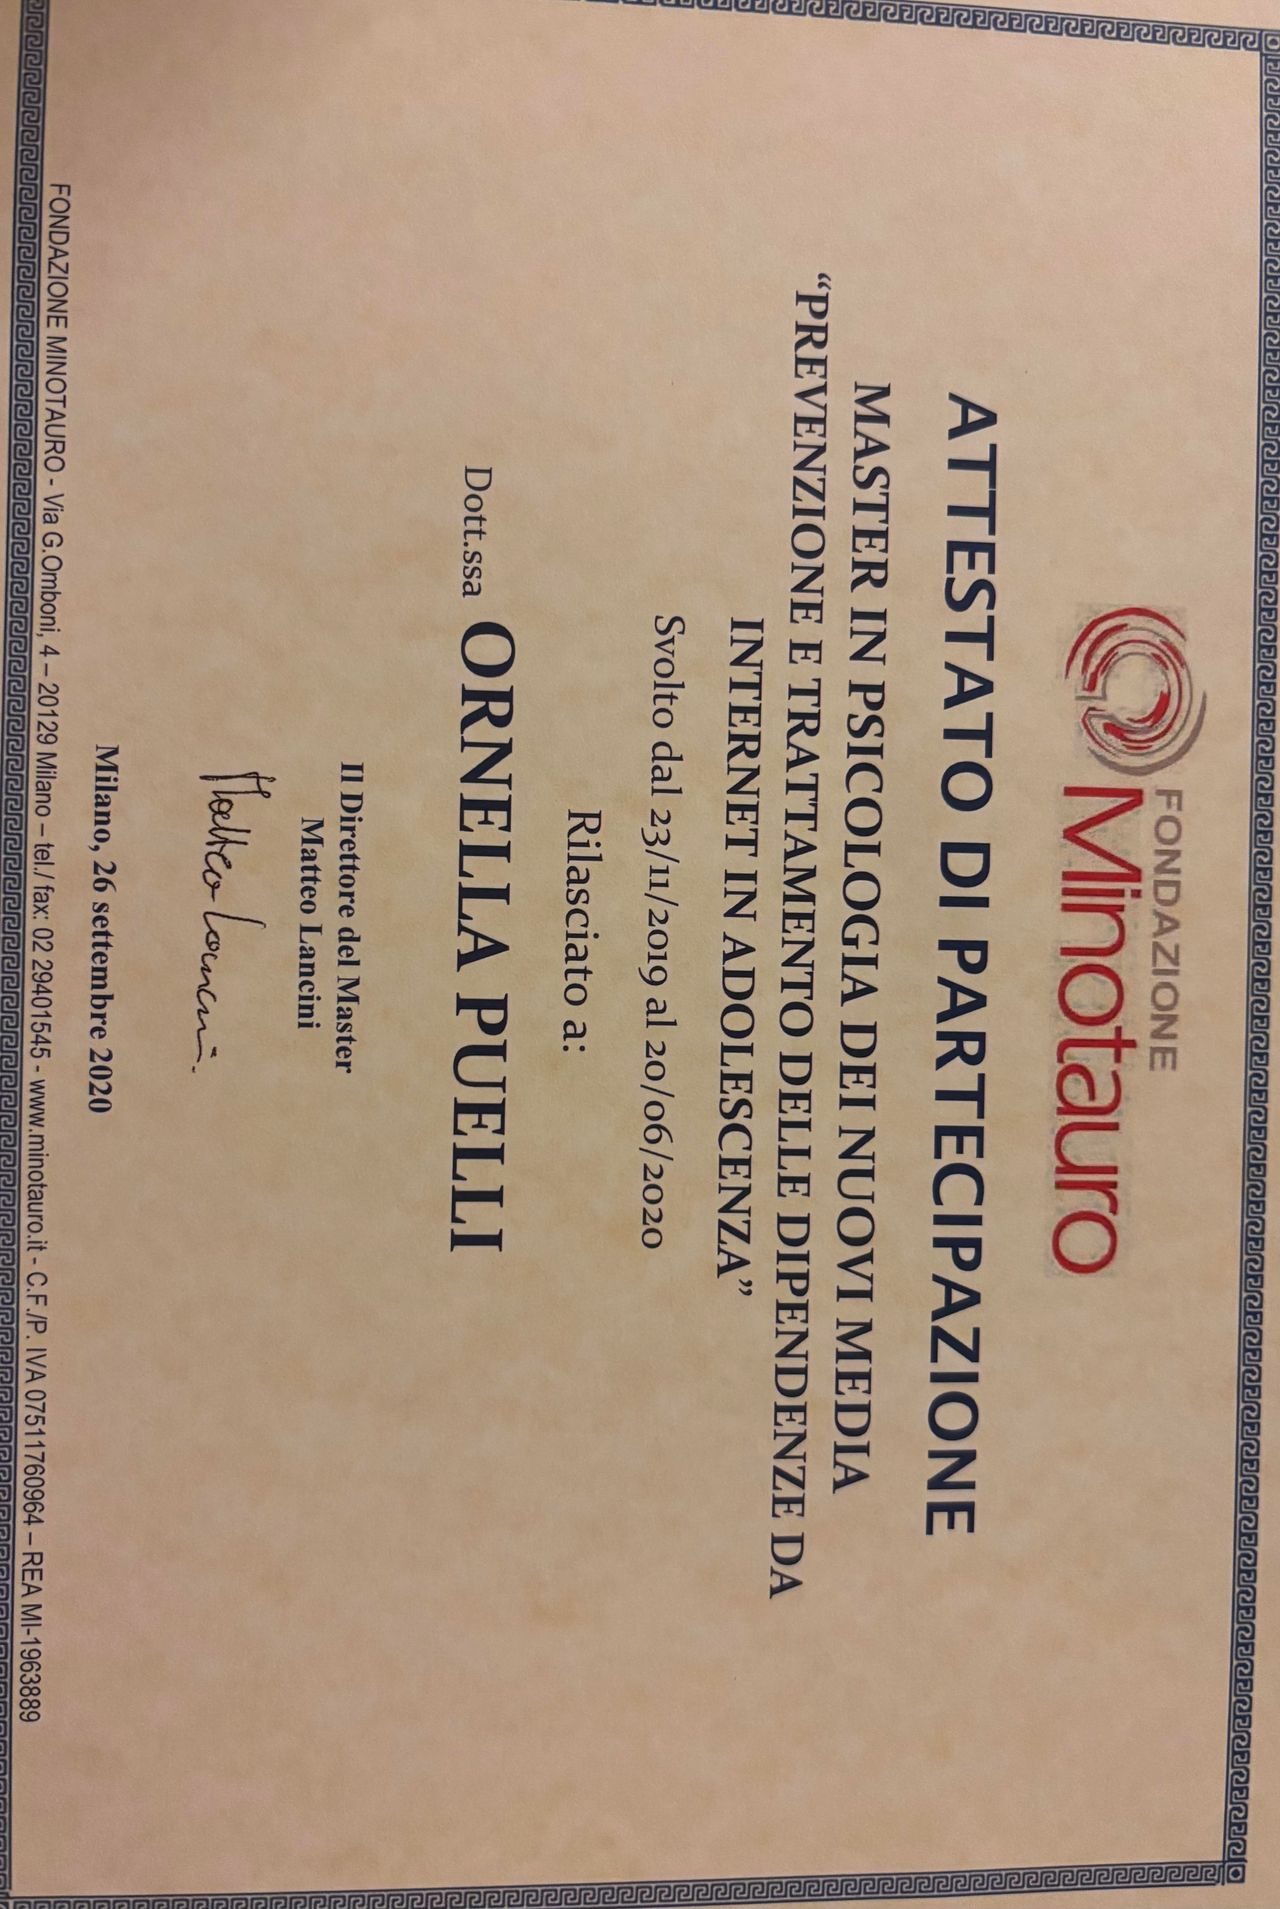 FONDAZIONE
Minotauro
ATTESTATO DI PARTECIPAZIONE
MASTER IN PSICOLOGIA DEI NUOVI MEDIA
“PREVENZIONE E TRATTAMENTO DELLE DIPENDENZE DA
INTERNET IN ADOLESCENZA”
Svolto dal 23/11/2019 al 20/06/2020
Rilasciato a:
Dott.ssa ORNELLA PUELLI
Il Direttore del Master
Matteo Lancini
Matteo Lancini
Milano, 26 settembre 2020
FONDAZIONE MINOTAURO - Via G.Omboni, 4 – 20129 Milano – tel./ fax: 02 29401545 - www.minotauro.it - C.F./P. IVA 07511760964 – REA MI-1963889